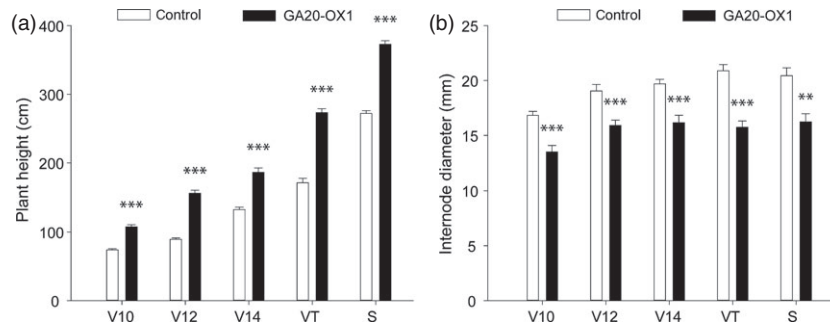 (a)
Control
GA20-OX1
Plant height (cm)
400
300
200
100
0
***
***
***
***
***
V10
V12
V14
VT
S
(b)
Control
GA20-OX1
Internode diameter (mm)
25
20
15
10
5
0
***
***
***
***
**
V10
V12
V14
VT
S